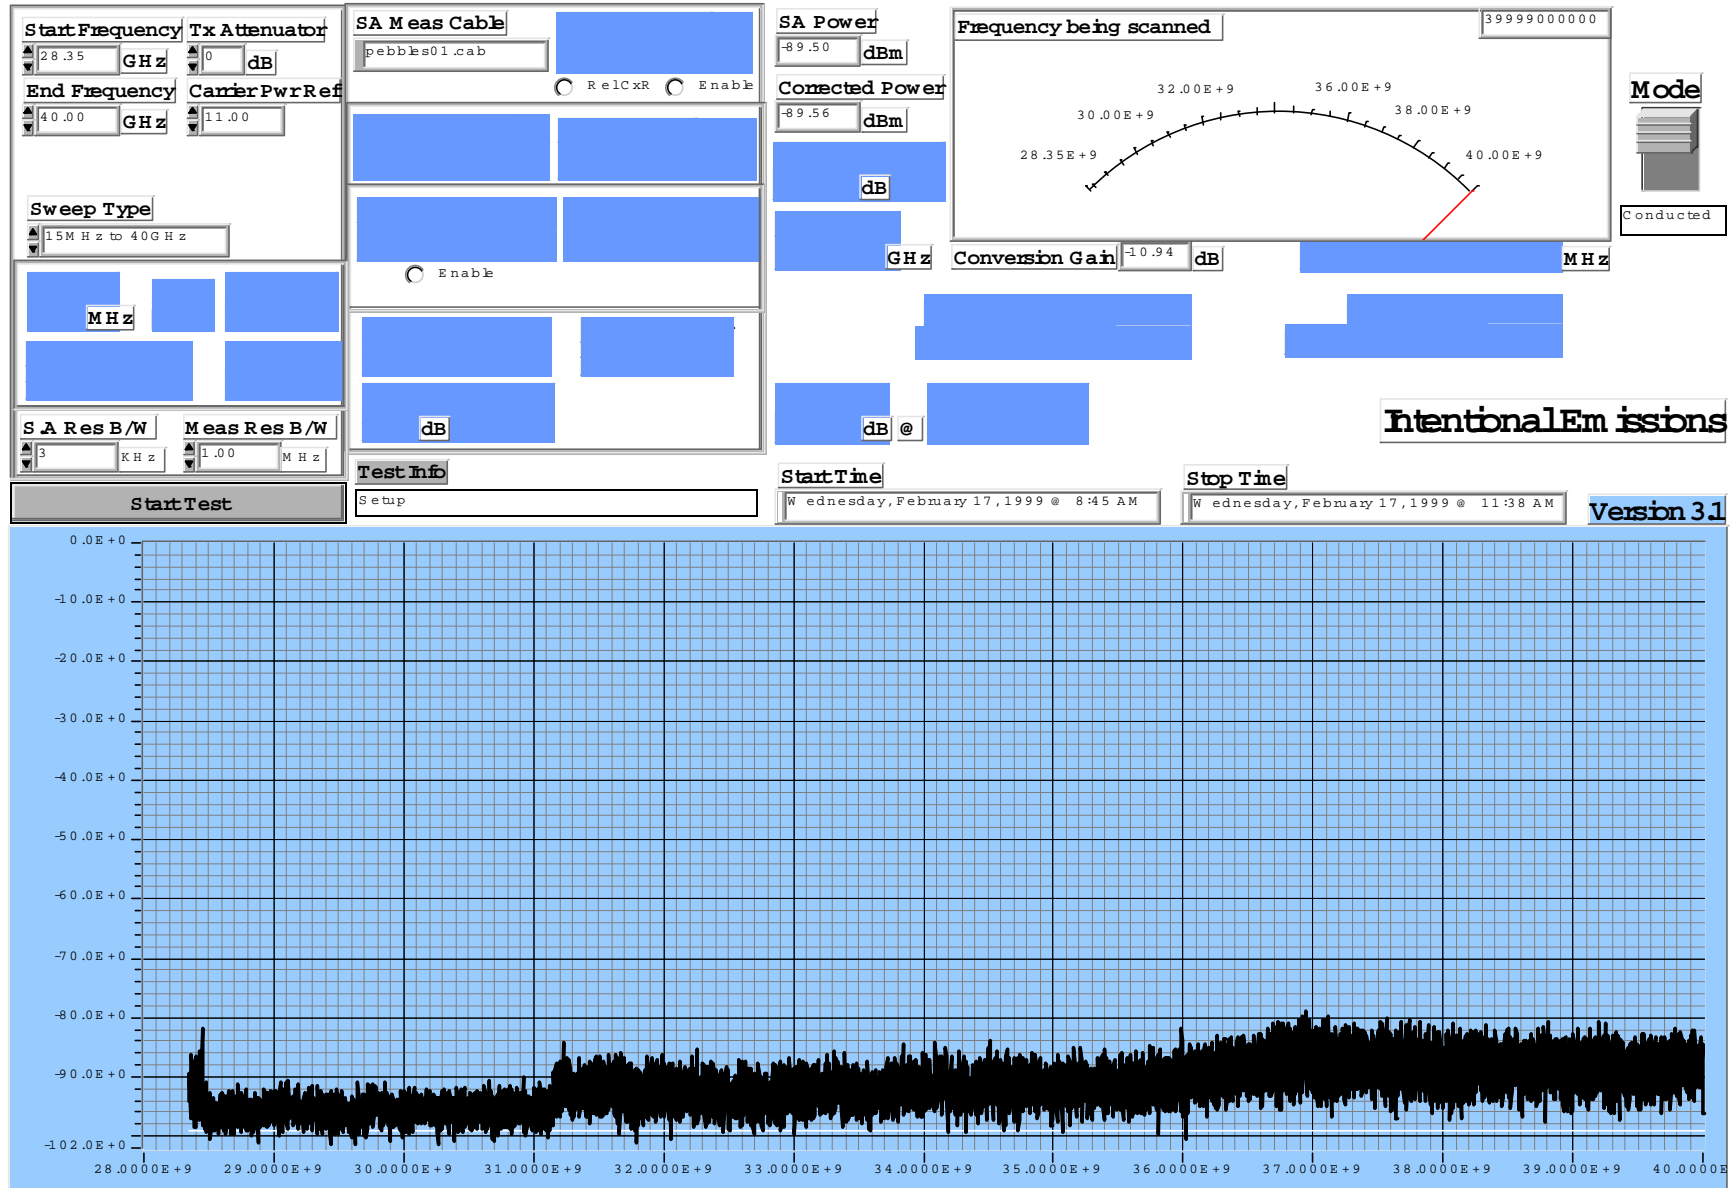 Start Frequency
28.35
GHz
Tx Attenuator
0
dB
End Frequency
40.00
GHz
Carrier Pwr Ref
11.00
Sweep Type
15MHz to 40GHz
MHz
S.A Res B/W
3
KHz
Meas Res B/W
1.00
MHz
Start Test
SA Meas Cable
pebbles01.cab
Rel CxR
Enable
Enable
dB
Test Info
Setup
SA Power
-89.50
dBm
Corrected Power
-89.56
dBm
dB
GHz
dB @
Frequency being scanned
39999000000
28.35E+9
30.00E+9
32.00E+9
36.00E+9
38.00E+9
40.00E+9
Conversion Gain
-10.94
dB
MHz
Mode
Conducted
Intentional Emissions
Start Time
Wednesday, February 17, 1999 @ 8:45 AM
Stop Time
Wednesday, February 17, 1999 @ 11:38 AM
Version 3.1
0.0E+0
-10.0E+0
-20.0E+0
-30.0E+0
-40.0E+0
-50.0E+0
-60.0E+0
-70.0E+0
-80.0E+0
-90.0E+0
-102.0E+0
28.0000E+9
29.0000E+9
30.0000E+9
31.0000E+9
32.0000E+9
33.0000E+9
34.0000E+9
35.0000E+9
36.0000E+9
37.0000E+9
38.0000E+9
39.0000E+9
40.0000E